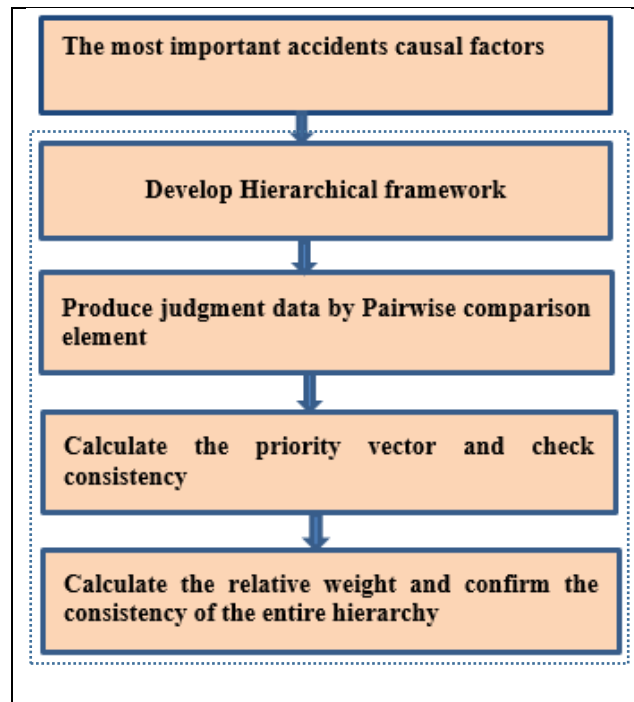 The most important accidents causal factors
Develop Hierarchical framework
Produce judgment data by Pairwise comparison
element
Calculate the priority vector and check
consistency
Calculate the relative weight and confirm the
consistency of the entire hierarchy